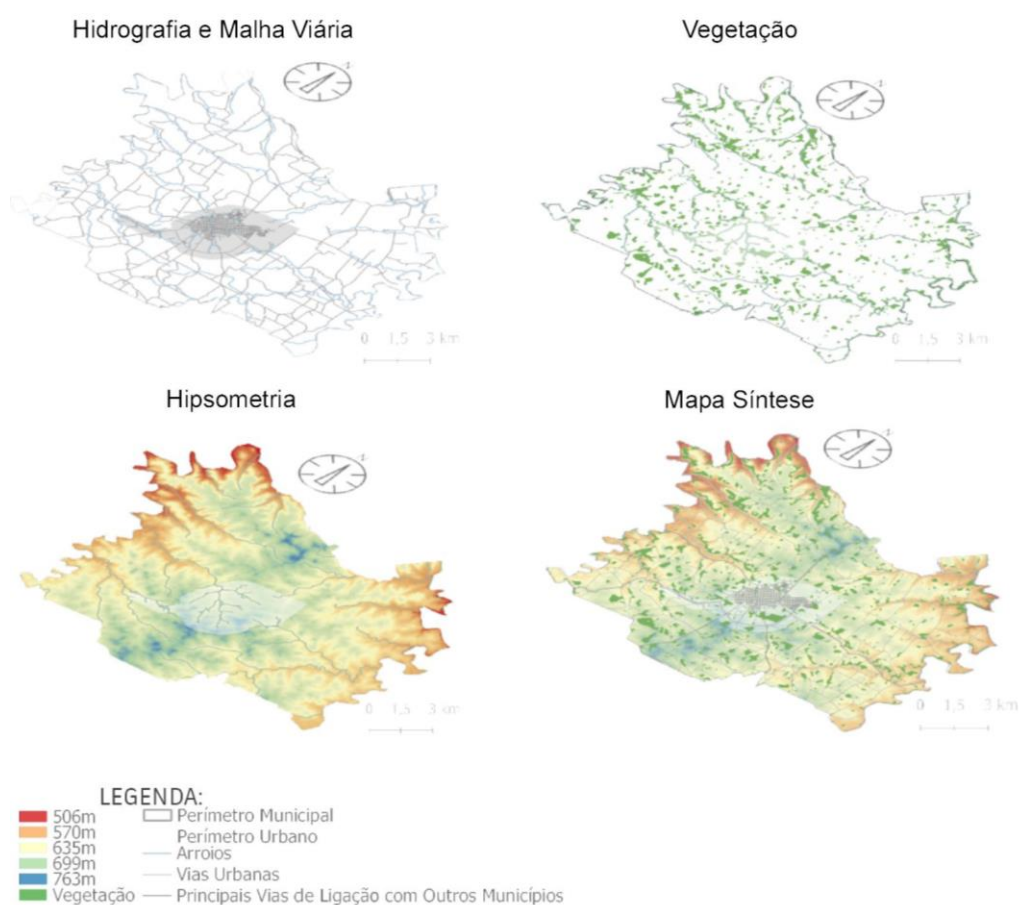 Hidrografia e Malha Viária
Vegetação
0 1,5 3 km
0 1,5 3 km
Hipsometria
Mapa Síntese
0 1,5 3 km
0 1,5 3 km
LEGENDA:
506m
570m
635m
699m
763m
Vegetação
Perímetro Municipal
Perímetro Urbano
Arroios
Vias Urbanas
Principais Vias de Ligação com Outros Municípios